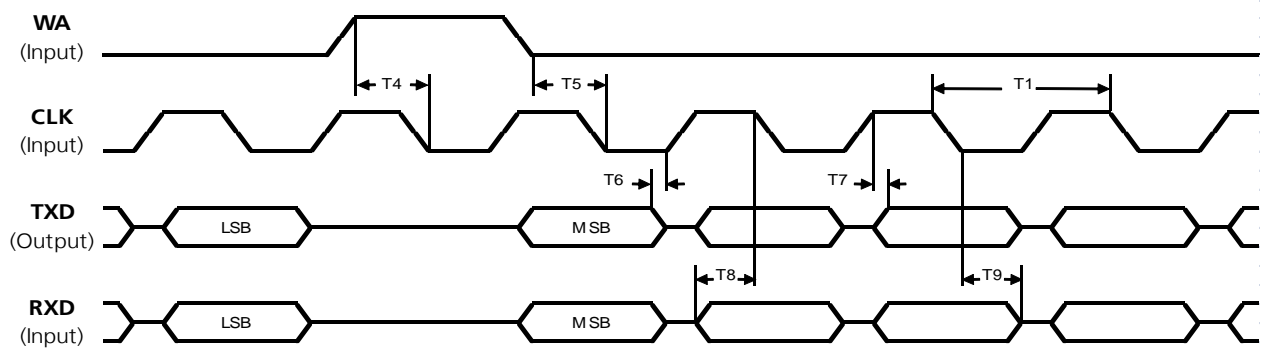 WA
(Input)
T4
T5
T1
CLK
(Input)
T6
T7
TXD
(Output)
LSB
MSB
T8
T9
RXD
(Input)
LSB
MSB